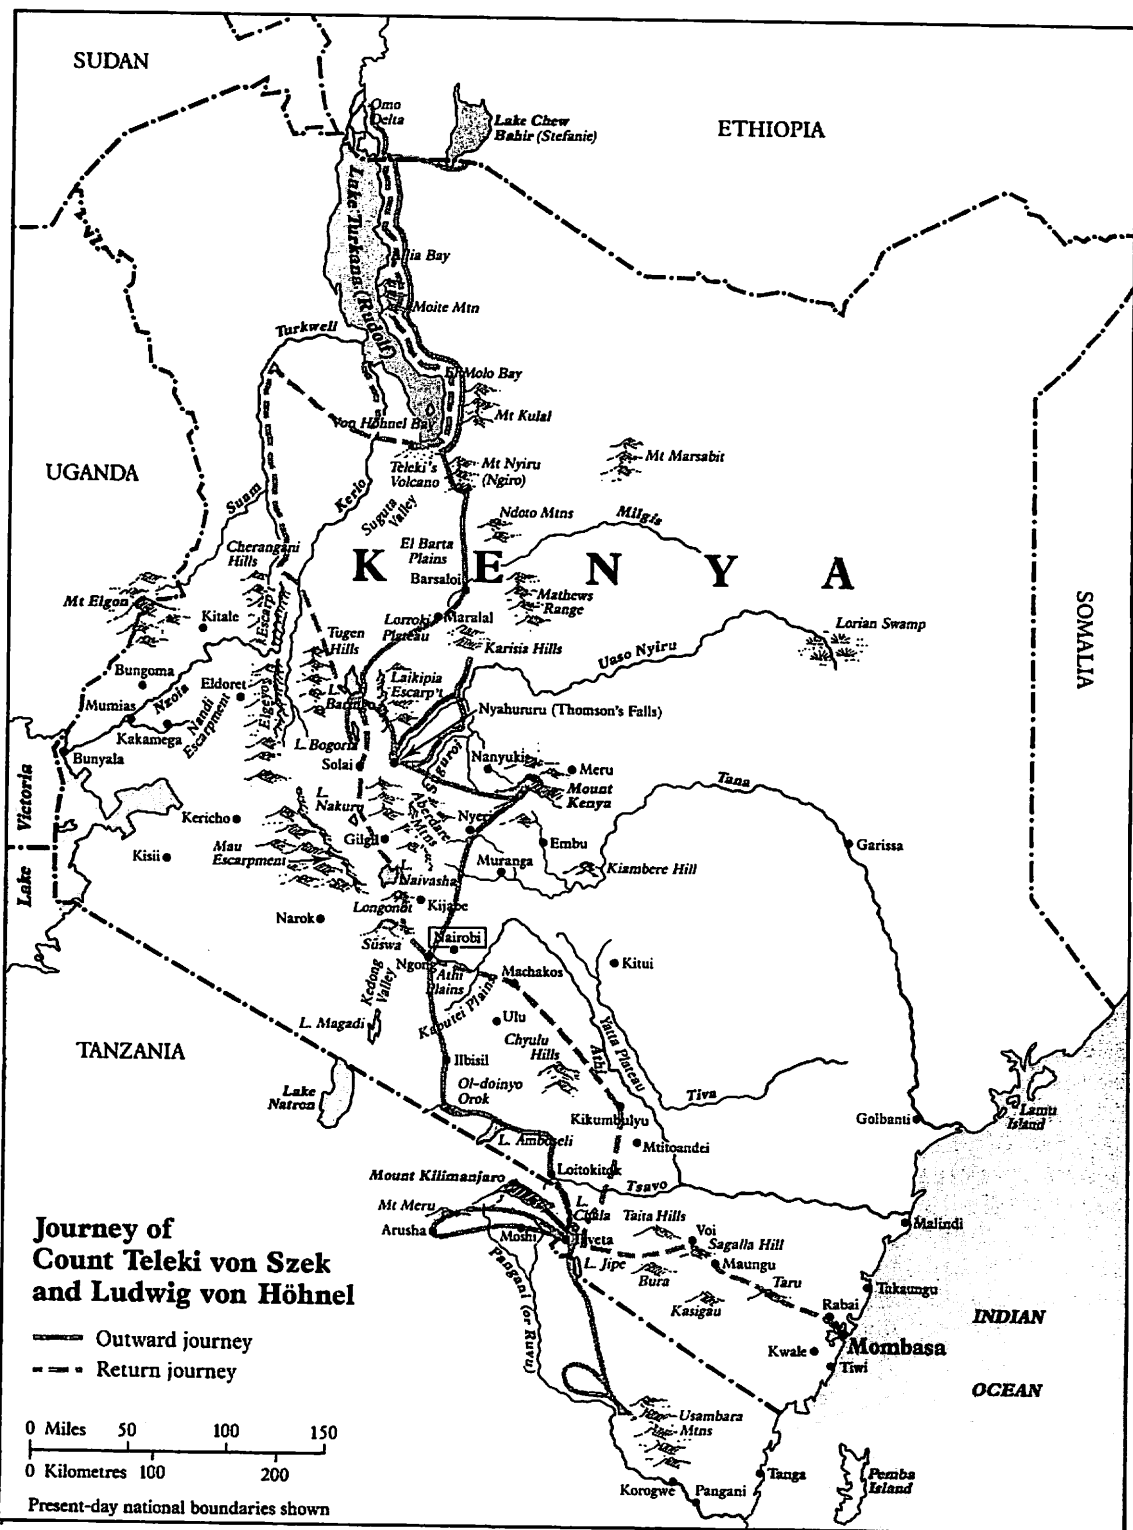 SUDAN
ETHIOPIA
Omo
Delta
Lake Chew
Bahir (Stefanie)
Lake Turkana (Rudolf)
Allia Bay
Moite Mtn
Turkwell
El Molo Bay
Mt Kulal
Von Höhnel Bay
UGANDA
Teleki's
Volcano
Mt Nyiru
(Ngiro)
Mt Marsabit
Suam
Kerio
Suguta
Valley
Ndoto Mtns
Milgis
Cherangani
Hills
El Barta
Plains
KENYA
Barsaloi
Mt Elgon
Kitale
Elgeyo Escarp't
Mathews
Range
Lorroki
Plateau
Maralal
Tugen
Hills
Karisia Hills
Uaso Nyiru
Lorian Swamp
SOMALIA
Bungoma
Eldoret
L.
Baringo
Laikipia
Escarp't
Mumias
Nzoia
Nandi
Escarpment
Nyahururu (Thomson's Falls)
Kakamega
Bunyala
L. Bogoria
Solai
Suguroi
Nanyuki
Meru
Mount
Kenya
Tana
Lake Victoria
L.
Nakuru
Aberdare
Mtns
Kericho
Nyeri
Gilgil
Embu
Garissa
Kisii
Mau
Escarpment
Muranga
Kiambere Hill
L.
Naivasha
Longonot
Kijabe
Narok
Suswa
Nairobi
Ngong
Athi
Plains
Machakos
Kitui
Kedong
Valley
Kaputei Plains
L. Magadi
Ulu
Chyulu
Hills
Yatta Plateau
Athi
TANZANIA
Ilbisil
Lake
Natron
Ol-doinyo
Orok
Tiva
Lamu
Island
Kikumbulyu
Golbanti
L. Amboseli
Mtitoandei
Mount Kilimanjaro
Loitokitok
Tsavo
Mt Meru
L.
Chala
Taita Hills
Malindi
Arusha
Moshi
Taveta
Voi
Sagalla Hill
L. Jipe
Bura
Maungu
Taru
Takaungu
Pangani (or Ruvu)
Kasigau
Rabai
INDIAN
Mombasa
Kwale
Tiwi
OCEAN
Journey of
Count Teleki von Szek
and Ludwig von Höhnel
Outward journey
Return journey
Usambara
Mtns
0 Miles 50 100 150
0 Kilometres 100 200
Korogwe
Pangani
Tanga
Pemba
Island
Present-day national boundaries shown